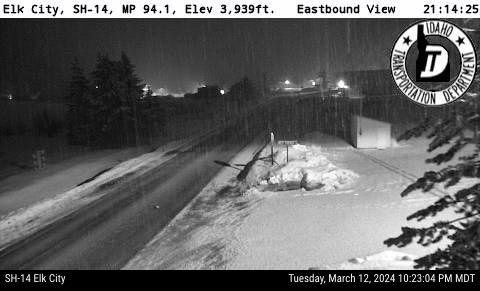 Elk City, SH-14, MP 94.1, Elev 3,939ft. Eastbound View 21:14:25
IDAHO
TRANSPORTATION DEPARTMENT
SH-14 Elk City Tuesday, March 12, 2024 10:23:04 PM MDT